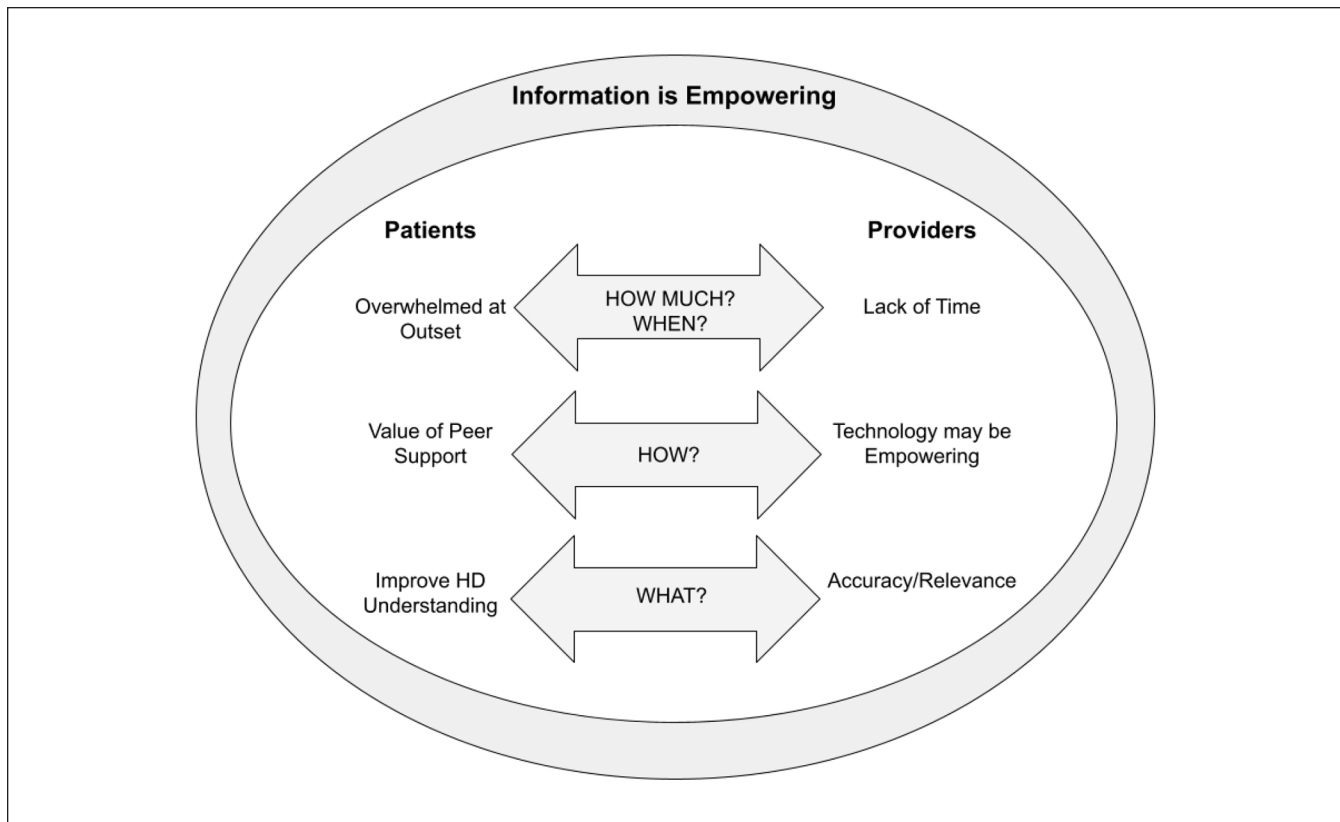 Information is Empowering
Patients
Providers
Overwhelmed at
Outset
HOW MUCH?
WHEN?
Lack of Time
Value of Peer
Support
HOW?
Technology may be
Empowering
Improve HD
Understanding
WHAT?
Accuracy/Relevance